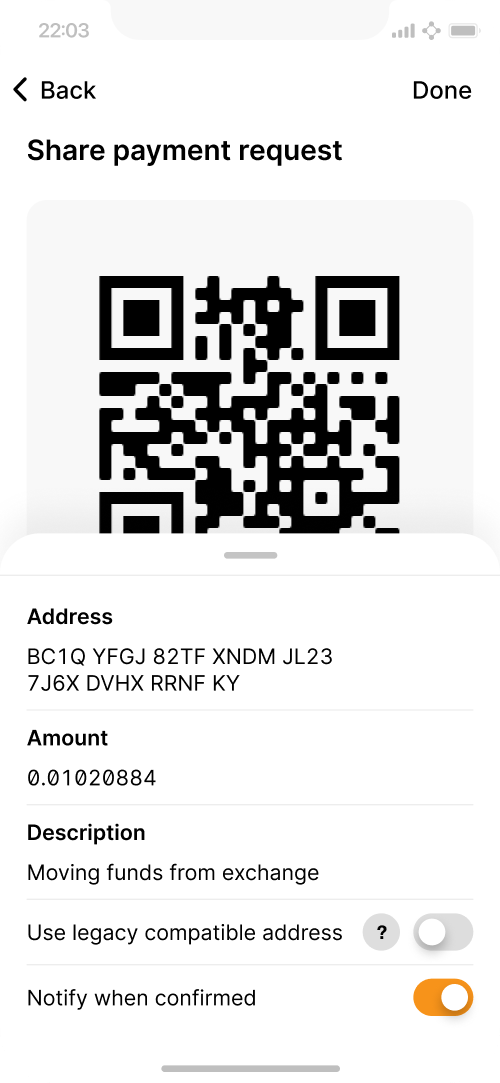 22:03
Back
Done
Share payment request
Address
BC1Q YFGJ 82TF XNDM JL23
7J6X DVHX RRNF KY
Amount
0.01020884
Description
Moving funds from exchange
Use legacy compatible address ?
Notify when confirmed